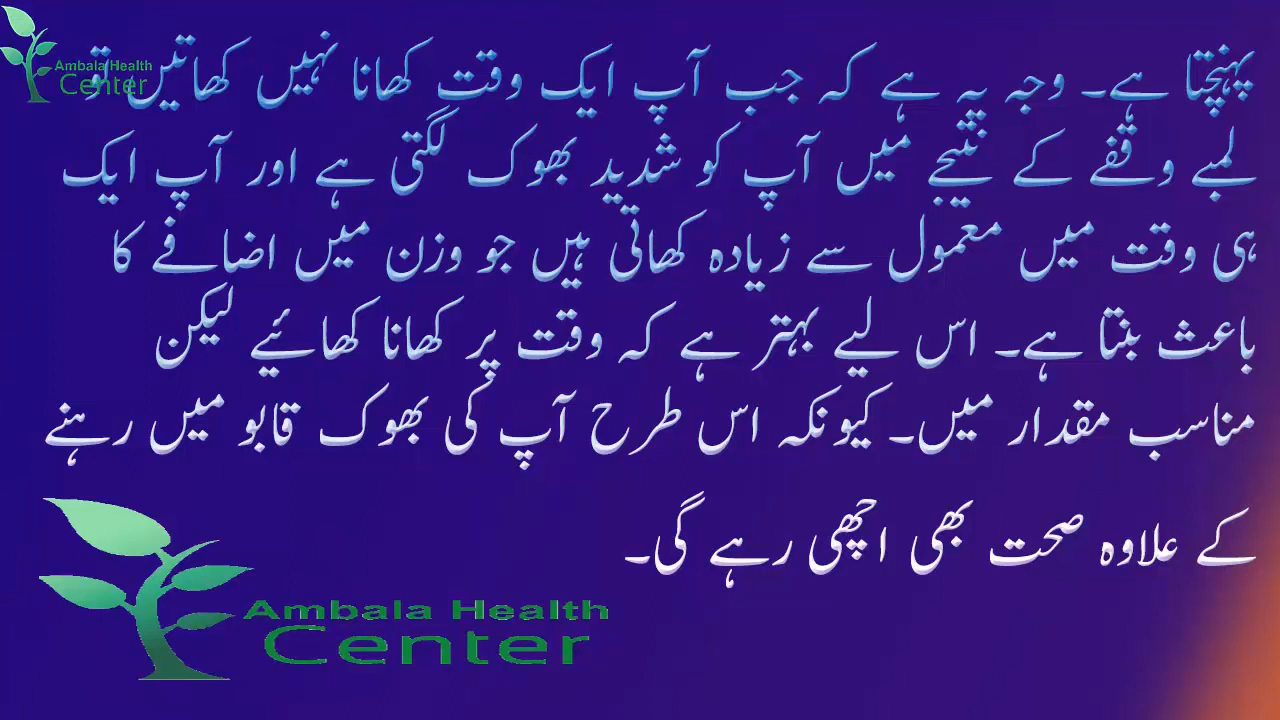 Ambala Health
Center
پہنچتا ہے۔ وجہ یہ ہے کہ جب آپ ایک وقت کھانا نہیں کھاتیں تو
لمبے وقفے کے نتیجے میں آپ کو شدید بھوک لگتی ہے اور آپ ایک
ہی وقت میں معمول سے زیادہ کھاتی ہیں جو وزن میں اضافے کا
باعث بنتا ہے۔ اس لیے بہتر ہے کہ وقت پر کھانا کھائیے لیکن
مناسب مقدار میں۔ کیونکہ اس طرح آپ کی بھوک قابو میں رہنے
کے علاوہ صحت بھی اچھی رہے گی۔
Ambala Health
Center